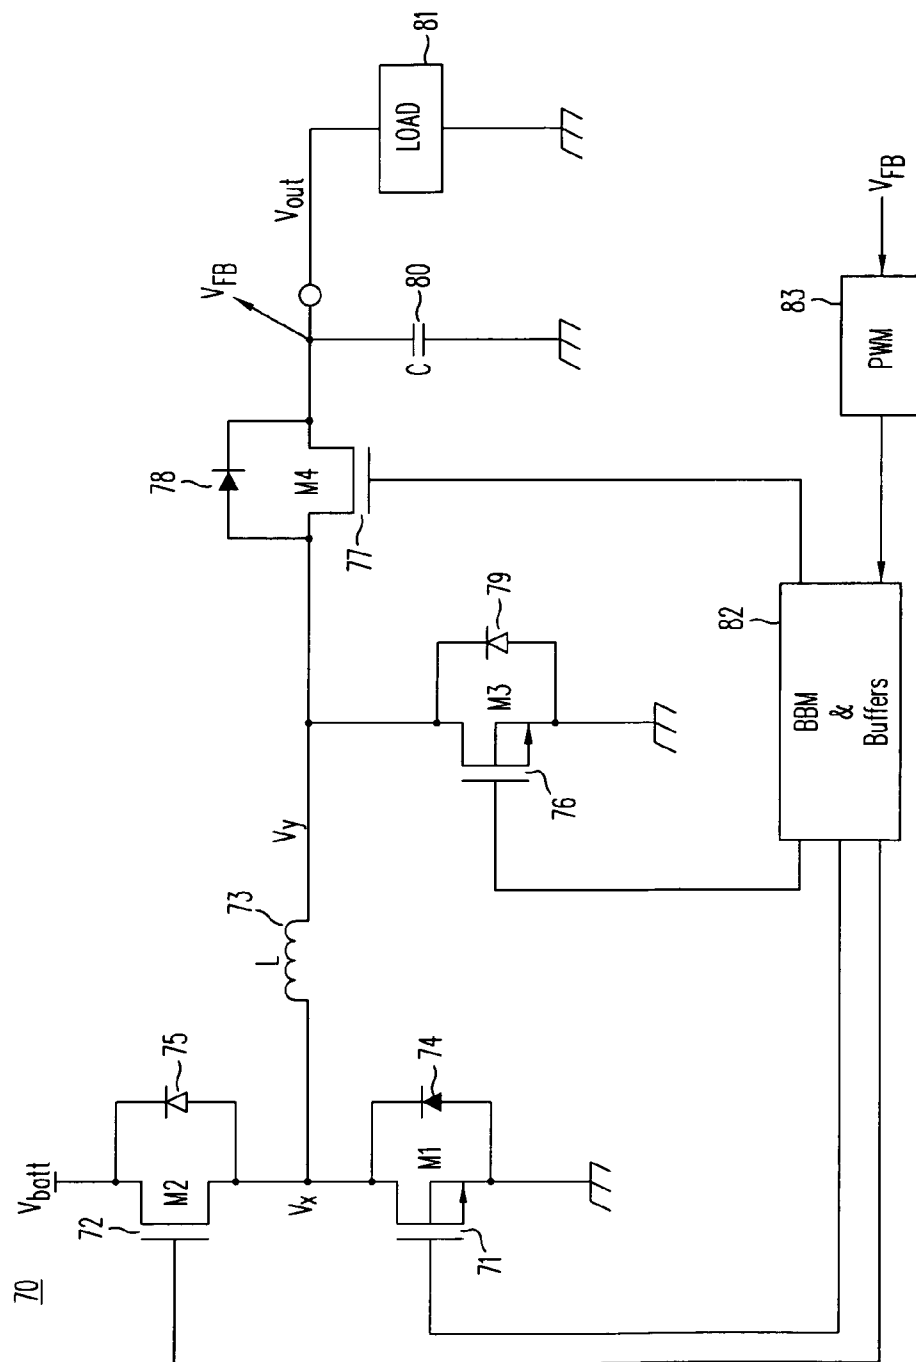 70
V_batt
72
M2
75
V_x
71
M1
74
L
73
V_y
76
M3
79
77
M4
78
V_FB
C
80
V_out
LOAD
81
BBM
&
Buffers
82
PWM
83
V_FB